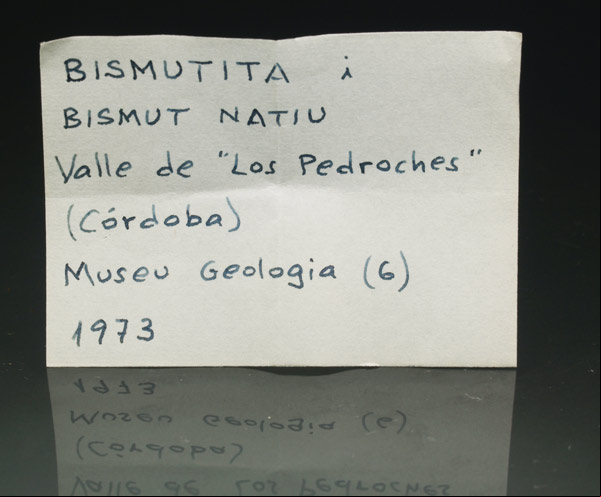 BISMUTITA i
BISMUT NATIU
Valle de "Los Pedroches"
(Córdoba)
Museu Geologia (6)
1973